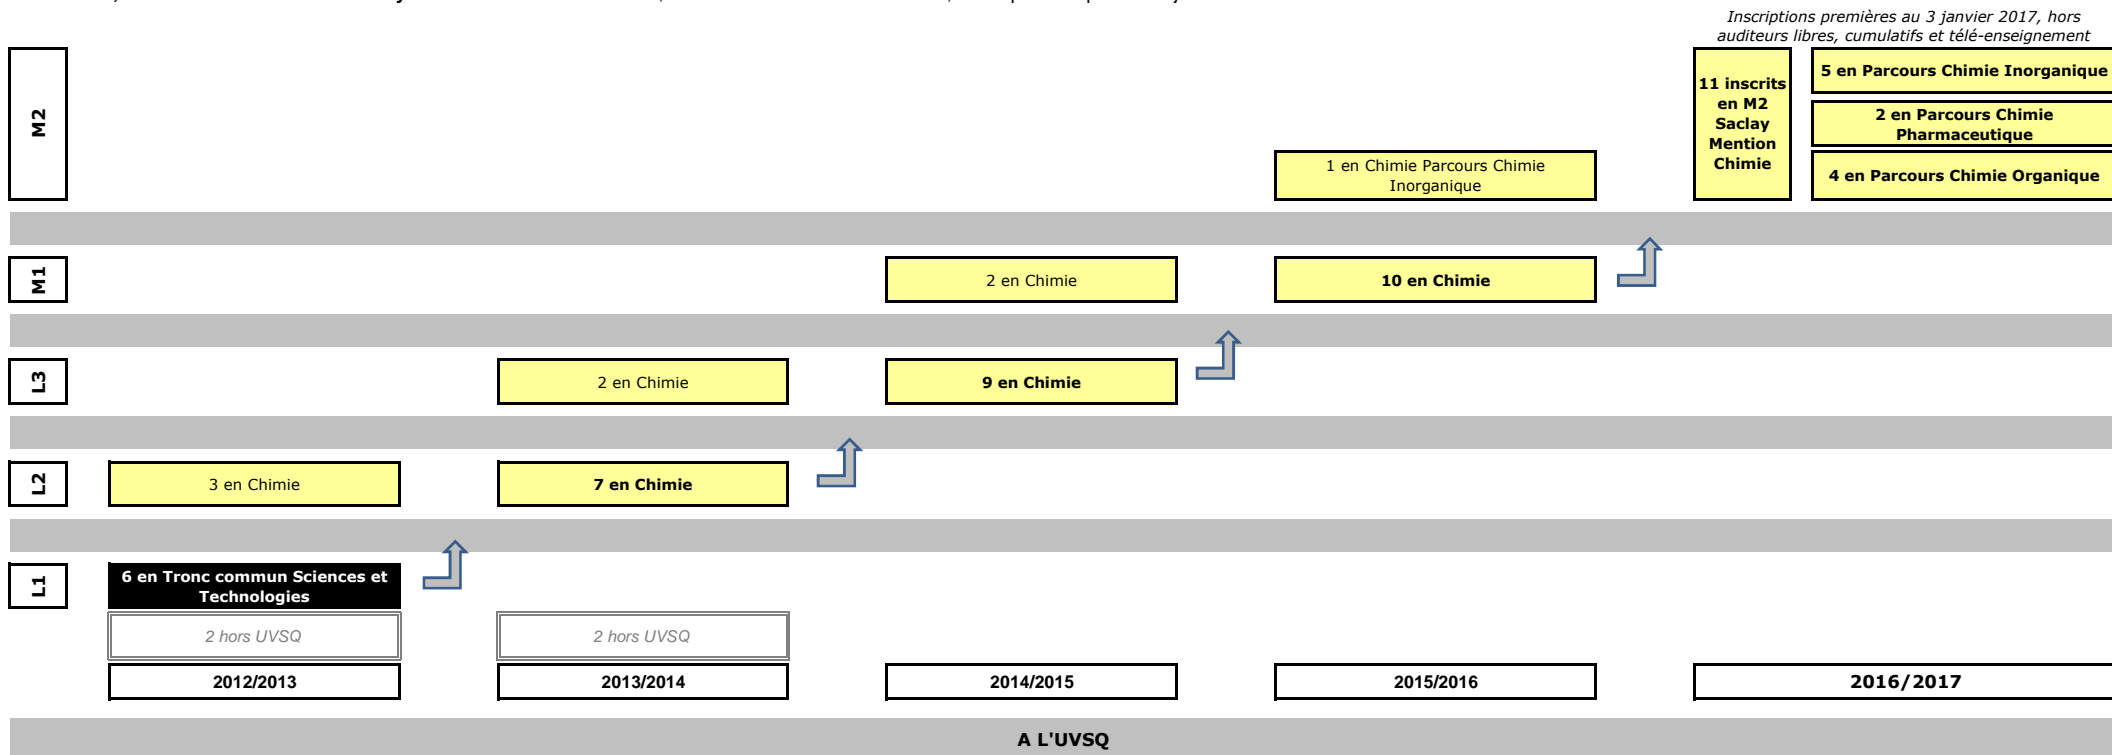 Inscriptions premières au 3 janvier 2017, hors
auditeurs libres, cumulatifs et télé-enseignement
M2
11 inscrits
en M2
Saclay
Mention
Chimie
5 en Parcours Chimie Inorganique
2 en Parcours Chimie
Pharmaceutique
4 en Parcours Chimie Organique
1 en Chimie Parcours Chimie
Inorganique
M1
2 en Chimie
10 en Chimie
L3
2 en Chimie
9 en Chimie
L2
3 en Chimie
7 en Chimie
L1
6 en Tronc commun Sciences et
Technologies
2 hors UVSQ
2 hors UVSQ
2012/2013
2013/2014
2014/2015
2015/2016
2016/2017
A L'UVSQ